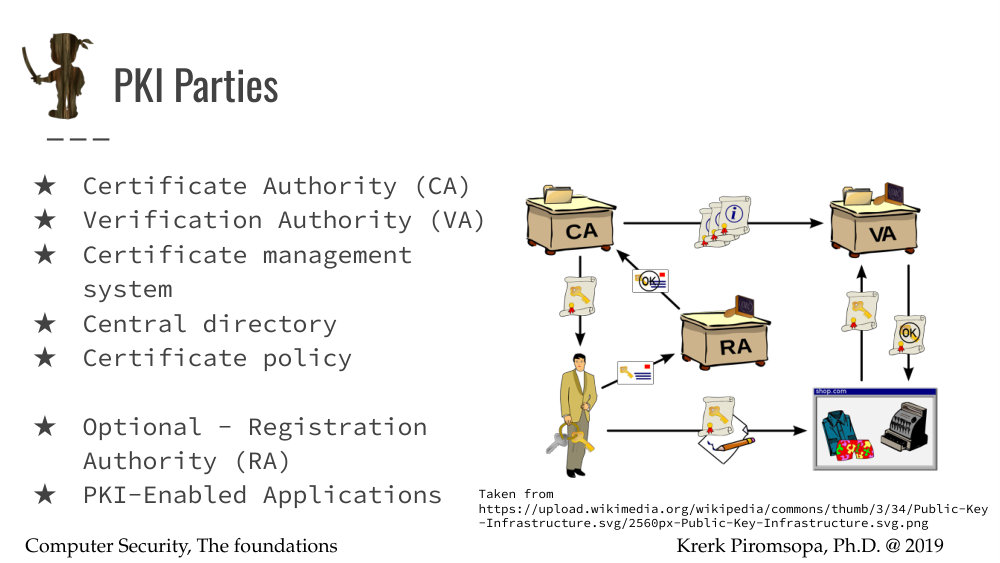 PKI Parties
★ Certificate Authority (CA)
★ Verification Authority (VA)
★ Certificate management
system
★ Central directory
★ Certificate policy
★ Optional - Registration
Authority (RA)
★ PKI-Enabled Applications
CA
i
VA
OK
RA
OK
shop.com
Taken from
https://upload.wikimedia.org/wikipedia/commons/thumb/3/34/Public-Key
-Infrastructure.svg/2560px-Public-Key-Infrastructure.svg.png
Computer Security, The foundations
Krerk Piromsopa, Ph.D. @ 2019